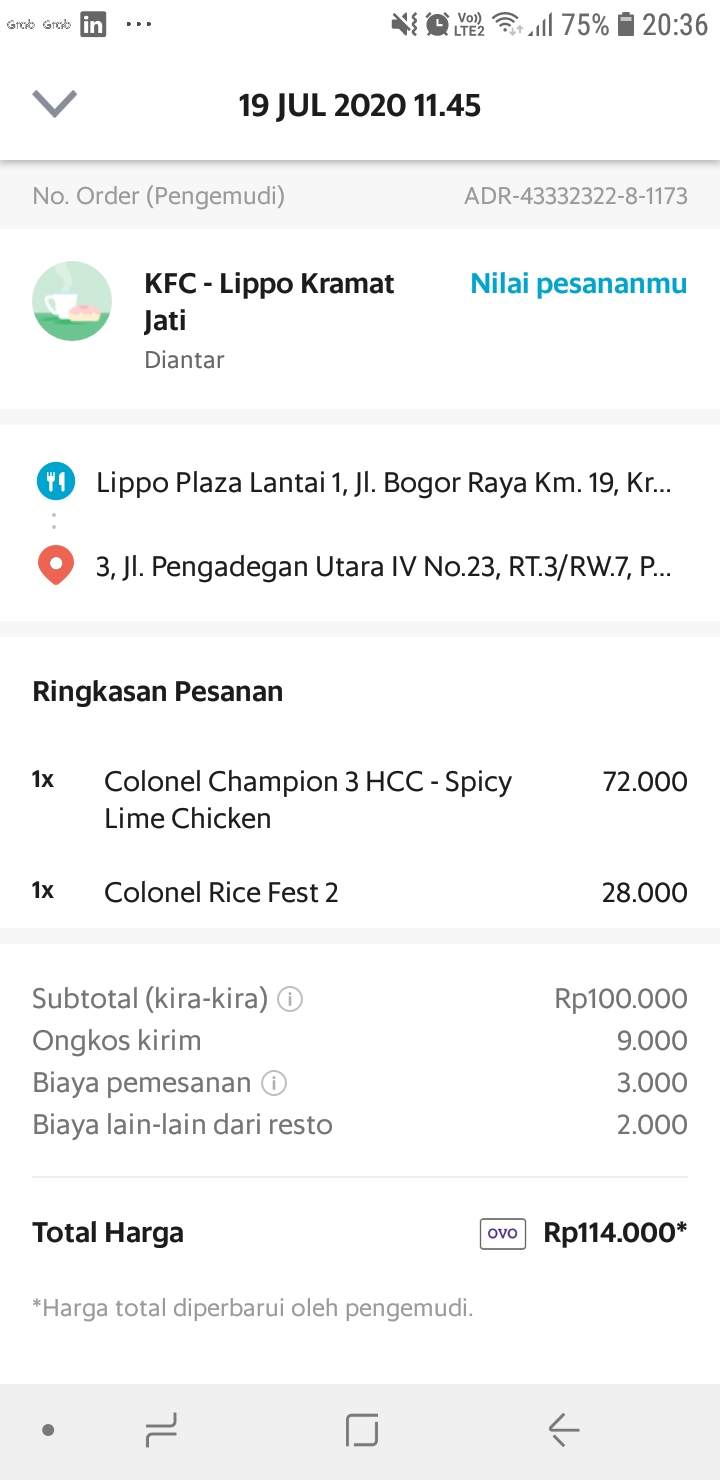 Grab Grab in ... Vo)) LTE2 75% 20:36
19 JUL 2020 11.45
No. Order (Pengemudi) ADR-43332322-8-1173
KFC - Lippo Kramat Nilai pesananmu
Jati
Diantar
Lippo Plaza Lantai 1, Jl. Bogor Raya Km. 19, Kr...
3, Jl. Pengadegan Utara IV No.23, RT.3/RW.7, P...
Ringkasan Pesanan
1x Colonel Champion 3 HCC - Spicy 72.000
Lime Chicken
1x Colonel Rice Fest 2 28.000
Subtotal (kira-kira) i Rp100.000
Ongkos kirim 9.000
Biaya pemesanan i 3.000
Biaya lain-lain dari resto 2.000
Total Harga OVO Rp114.000*
*Harga total diperbarui oleh pengemudi.